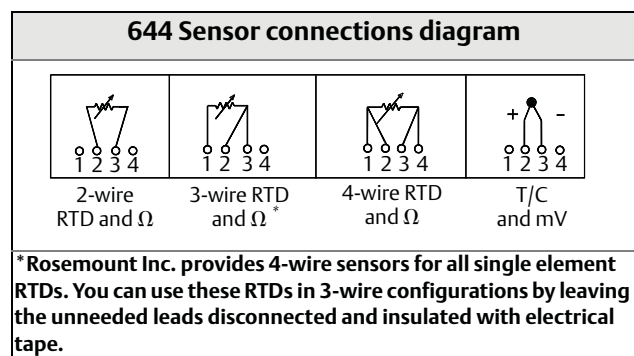 644 Sensor connections diagram
+ -
1 2 3 4 1 2 3 4 1 2 3 4 1 2 3 4
2-wire RTD and Ω
3-wire RTD and Ω *
4-wire RTD and Ω
T/C and mV
*Rosemount Inc. provides 4-wire sensors for all single element
RTDs. You can use these RTDs in 3-wire configurations by leaving
the unneeded leads disconnected and insulated with electrical
tape.